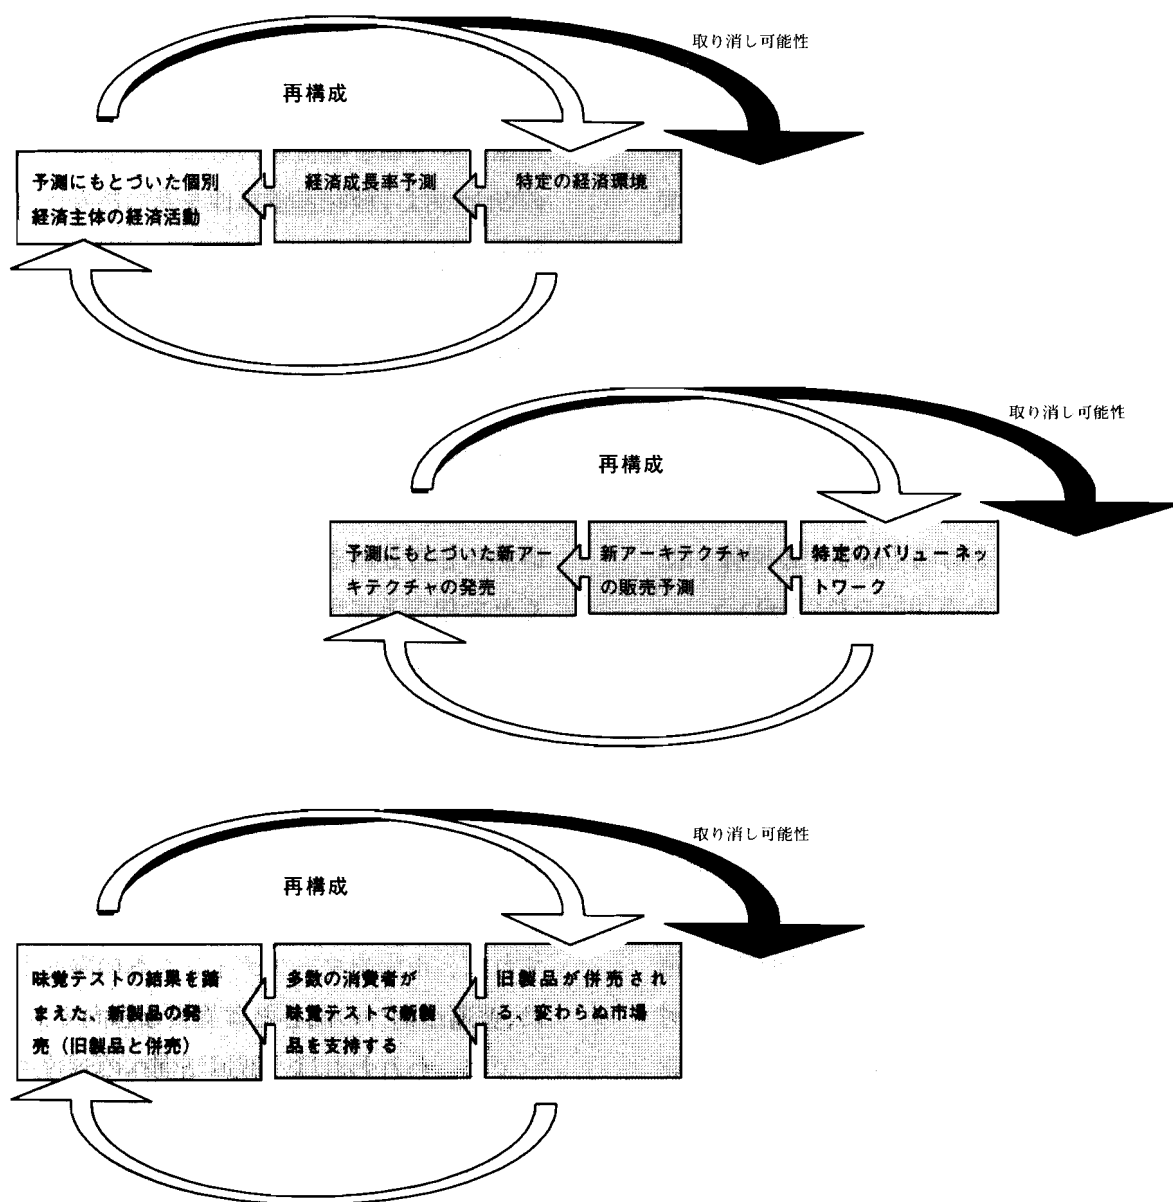 取り消し可能性
再構成
予測にもとづいた個別
経済主体の経済活動
経済成長率予測
特定の経済環境
取り消し可能性
再構成
予測にもとづいた新アー
キテクチャの発売
新アーキテクチャ
の販売予測
特定のバリューネッ
トワーク
取り消し可能性
再構成
味覚テストの結果を踏
まえた、新製品の発
売（旧製品と併売）
多数の消費者が
味覚テストで新製
品を支持する
旧製品が併売され
る、変わらぬ市場